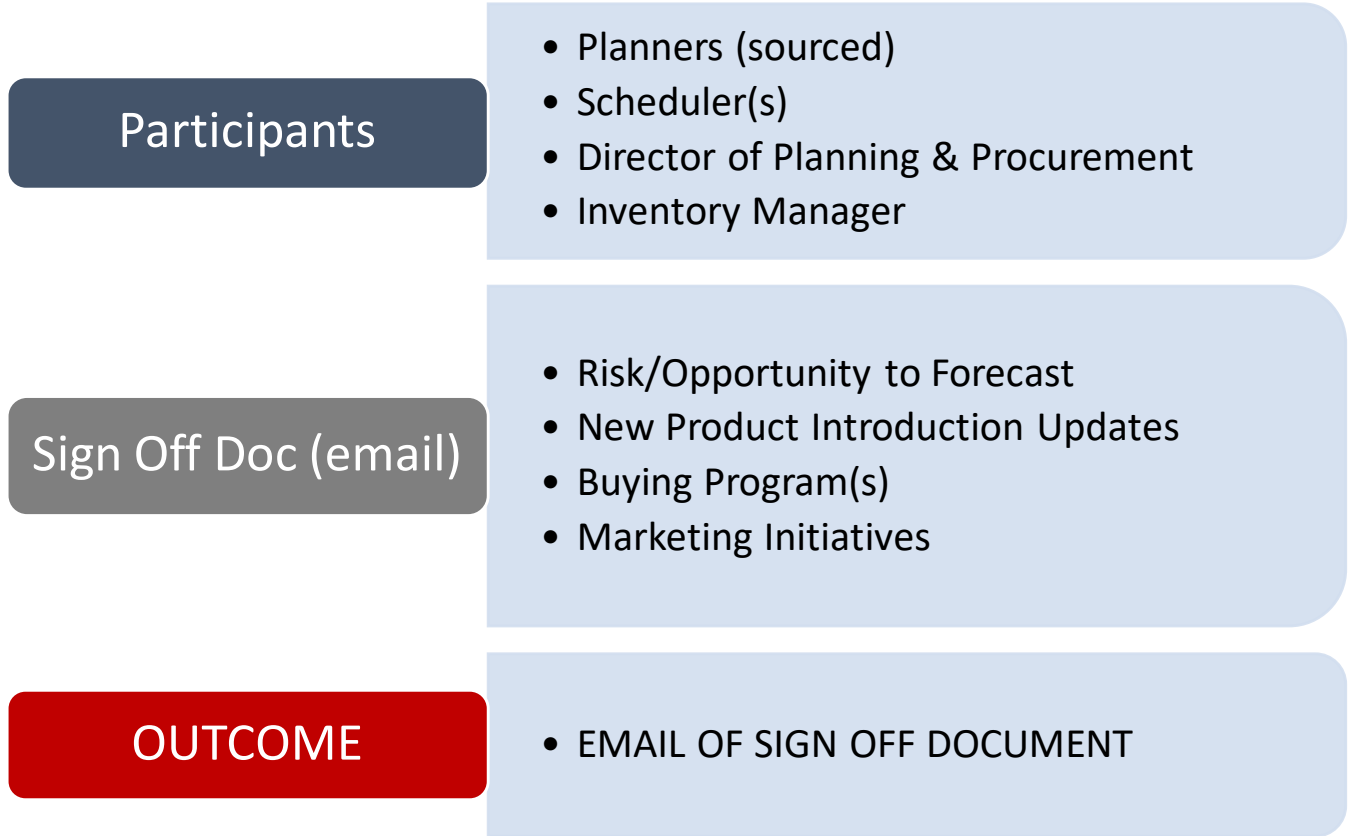 Participants
• Planners (sourced)
• Scheduler(s)
• Director of Planning & Procurement
• Inventory Manager
Sign Off Doc (email)
• Risk/Opportunity to Forecast
• New Product Introduction Updates
• Buying Program(s)
• Marketing Initiatives
OUTCOME
• EMAIL OF SIGN OFF DOCUMENT